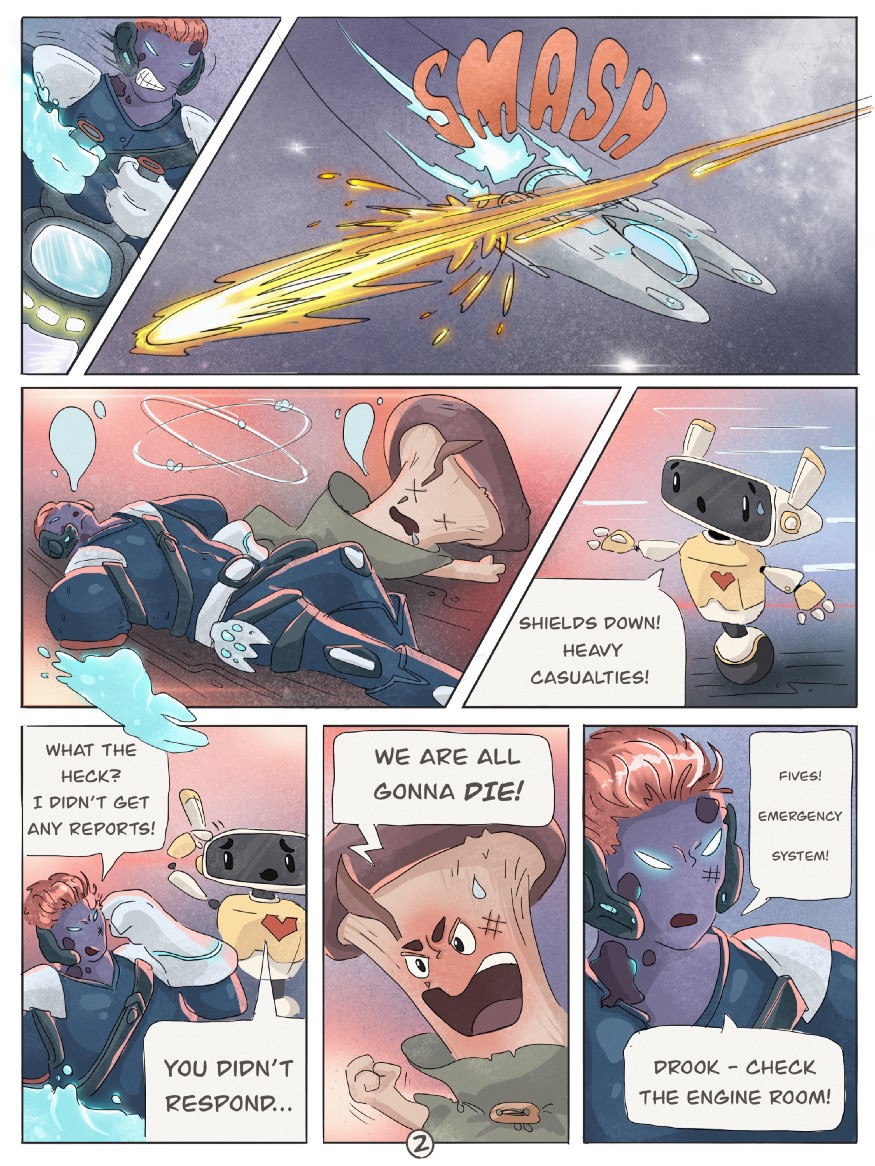 SMASH
SHIELDS DOWN!
HEAVY
CASUALTIES!
WHAT THE
HECK?
I DIDN'T GET
ANY REPORTS!
YOU DIDN'T
RESPOND...
WE ARE ALL
GONNA DIE!
FIVES!
EMERGENCY
SYSTEM!
DROOK - CHECK
THE ENGINE ROOM!
2